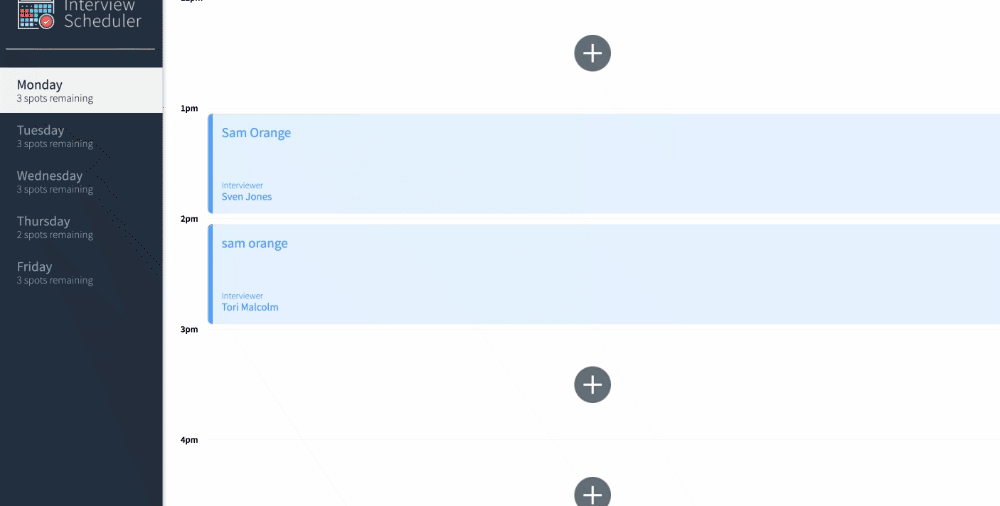 Interview
Scheduler
Monday
3 spots remaining
Tuesday
3 spots remaining
Wednesday
3 spots remaining
Thursday
2 spots remaining
Friday
3 spots remaining
1pm
Sam Orange
Interviewer
Sven Jones
2pm
sam orange
Interviewer
Tori Malcolm
3pm
4pm